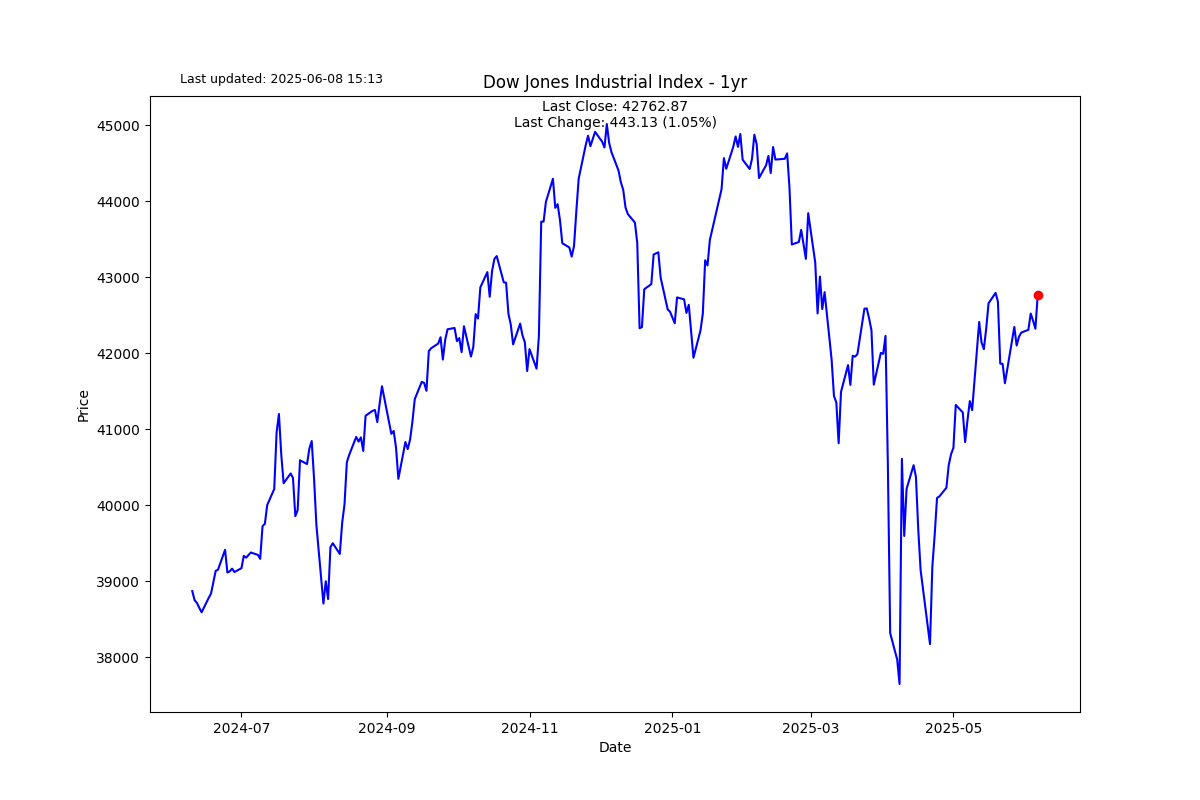 Last updated: 2025-06-08 15:13
Dow Jones Industrial Index - 1yr
Last Close: 42762.87
Last Change: 443.13 (1.05%)
45000
44000
43000
42000
41000
40000
39000
38000
Price
2024-07 2024-09 2024-11 2025-01 2025-03 2025-05
Date